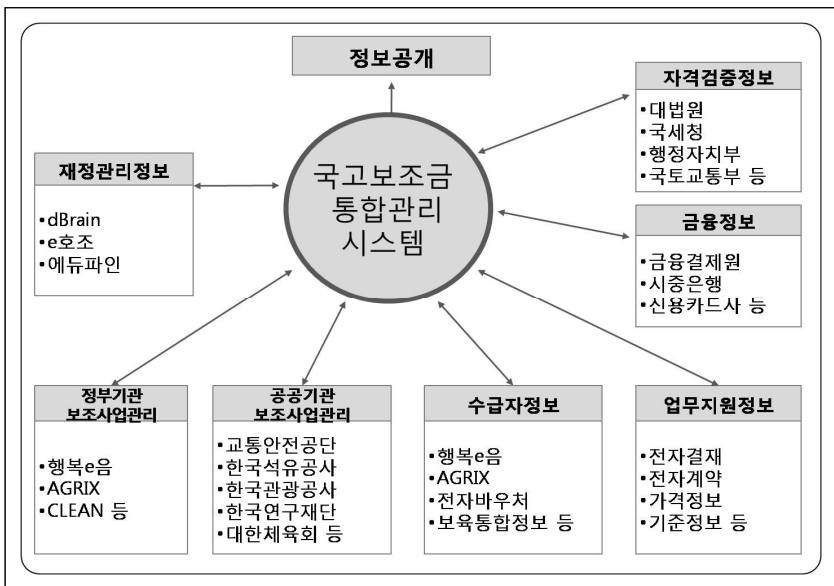 정보공개
자격검증정보
▪대법원
▪국세청
▪행정자치부
▪국토교통부 등
재정관리정보
▪dBrain
▪e호조
▪에듀파인
국고보조금
통합관리
시스템
금융정보
▪금융결제원
▪시중은행
▪신용카드사 등
정부기관
보조사업관리
▪행복e음
▪AGRIX
▪CLEAN 등
공공기관
보조사업관리
▪교통안전공단
▪한국석유공사
▪한국관광공사
▪한국연구재단
▪대한체육회 등
수급자정보
▪행복e음
▪AGRIX
▪전자바우처
▪보육통합정보 등
업무지원정보
▪전자결재
▪전자계약
▪가격정보
▪기준정보 등